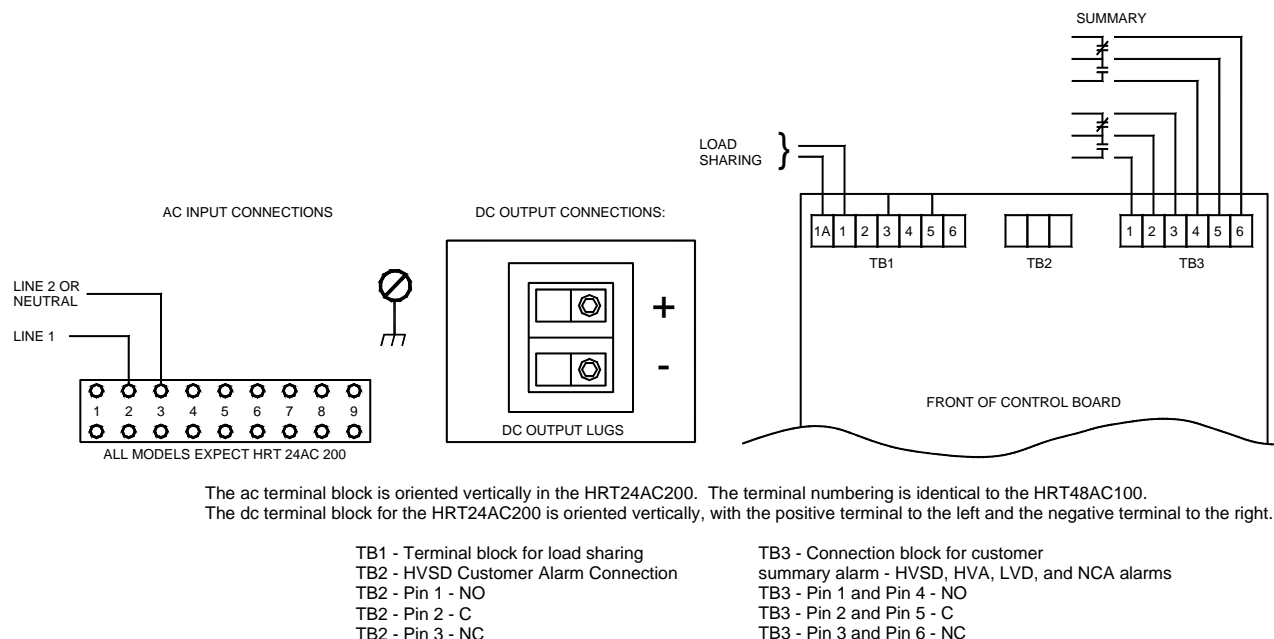 SUMMARY
LOAD
SHARING
AC INPUT CONNECTIONS
DC OUTPUT CONNECTIONS:
1A 1 2 3 4 5 6
1 2 3 4 5 6
TB1
TB2
TB3
LINE 2 OR
NEUTRAL
LINE 1
+
-
1 2 3 4 5 6 7 8 9
FRONT OF CONTROL BOARD
DC OUTPUT LUGS
ALL MODELS EXPECT HRT 24AC 200
The ac terminal block is oriented vertically in the HRT24AC200. The terminal numbering is identical to the HRT48AC100.
The dc terminal block for the HRT24AC200 is oriented vertically, with the positive terminal to the left and the negative terminal to the right.
TB1 - Terminal block for load sharing
TB2 - HVSD Customer Alarm Connection
TB2 - Pin 1 - NO
TB2 - Pin 2 - C
TB2 - Pin 3 - NC
TB3 - Connection block for customer
summary alarm - HVSD, HVA, LVD, and NCA alarms
TB3 - Pin 1 and Pin 4 - NO
TB3 - Pin 2 and Pin 5 - C
TB3 - Pin 3 and Pin 6 - NC